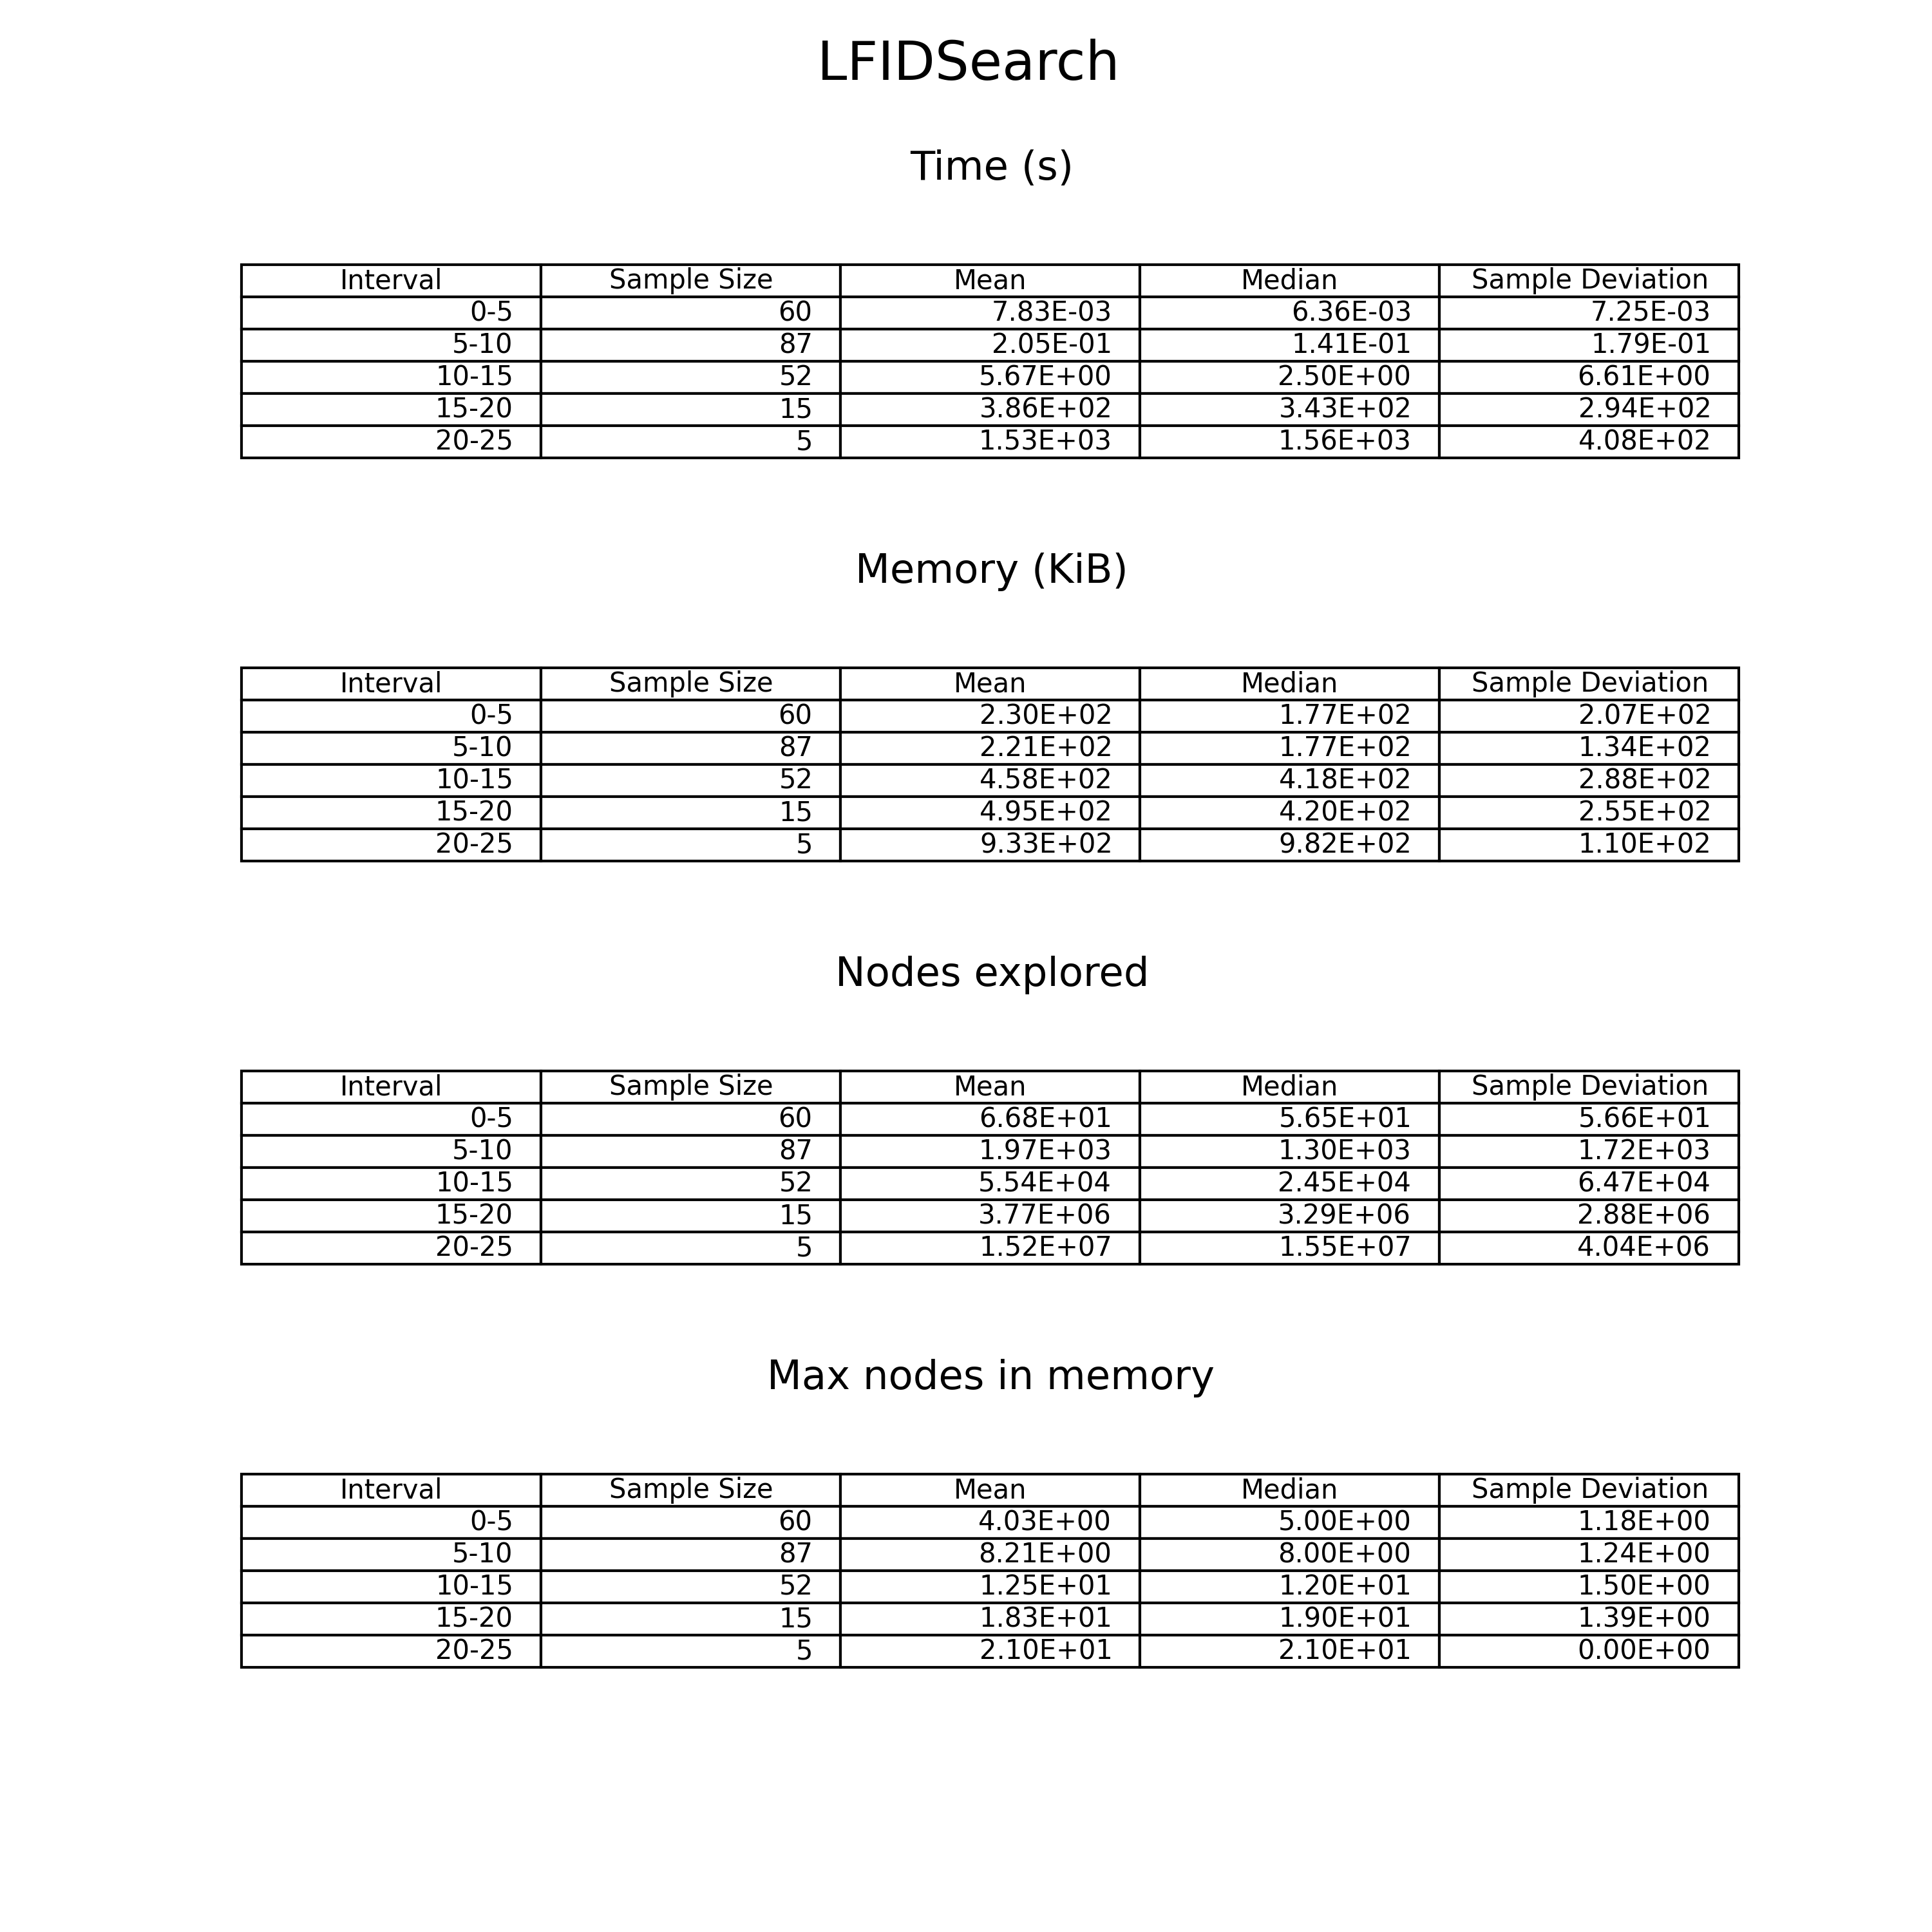 LFIDSearch
Time (s)
Interval Sample Size Mean Median Sample Deviation
0-5 60 7.83E-03 6.36E-03 7.25E-03
5-10 87 2.05E-01 1.41E-01 1.79E-01
10-15 52 5.67E+00 2.50E+00 6.61E+00
15-20 15 3.86E+02 3.43E+02 2.94E+02
20-25 5 1.53E+03 1.56E+03 4.08E+02
Memory (KiB)
Interval Sample Size Mean Median Sample Deviation
0-5 60 2.30E+02 1.77E+02 2.07E+02
5-10 87 2.21E+02 1.77E+02 1.34E+02
10-15 52 4.58E+02 4.18E+02 2.88E+02
15-20 15 4.95E+02 4.20E+02 2.55E+02
20-25 5 9.33E+02 9.82E+02 1.10E+02
Nodes explored
Interval Sample Size Mean Median Sample Deviation
0-5 60 6.68E+01 5.65E+01 5.66E+01
5-10 87 1.97E+03 1.30E+03 1.72E+03
10-15 52 5.54E+04 2.45E+04 6.47E+04
15-20 15 3.77E+06 3.29E+06 2.88E+06
20-25 5 1.52E+07 1.55E+07 4.04E+06
Max nodes in memory
Interval Sample Size Mean Median Sample Deviation
0-5 60 4.03E+00 5.00E+00 1.18E+00
5-10 87 8.21E+00 8.00E+00 1.24E+00
10-15 52 1.25E+01 1.20E+01 1.50E+00
15-20 15 1.83E+01 1.90E+01 1.39E+00
20-25 5 2.10E+01 2.10E+01 0.00E+00